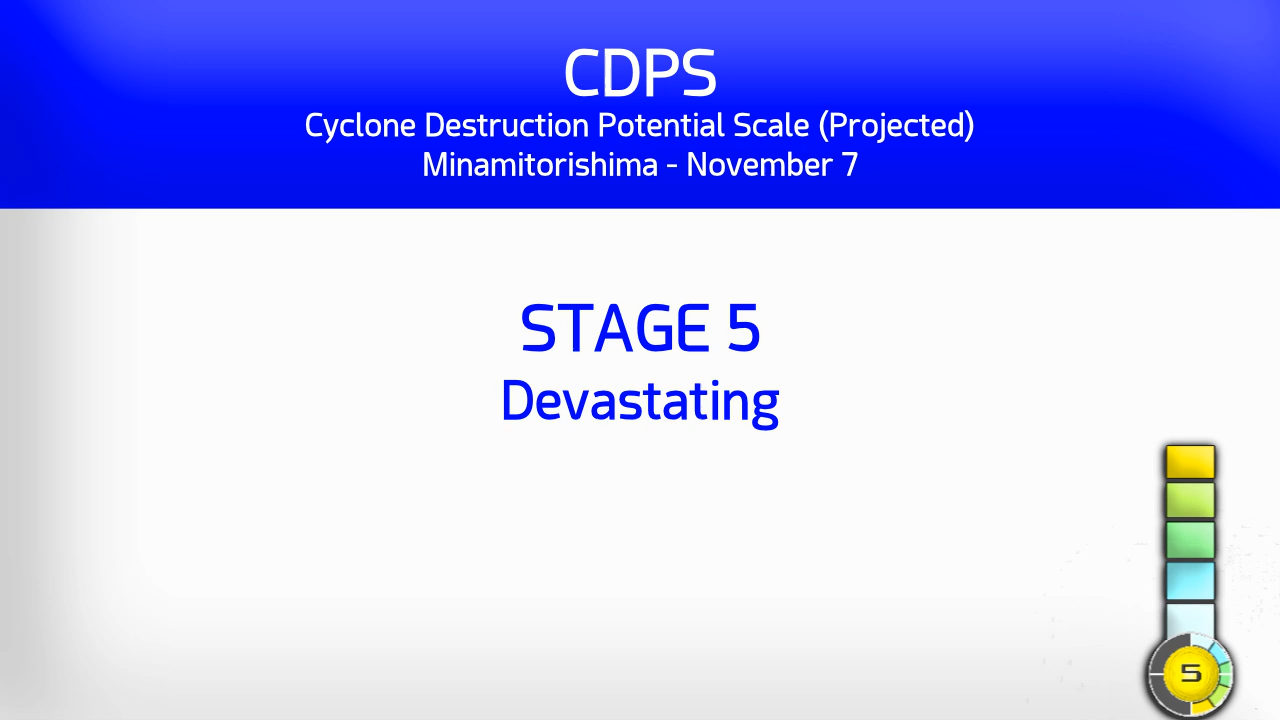 CDPS
Cyclone Destruction Potential Scale (Projected)
Minamitorishima - November 7
STAGE 5
Devastating
5